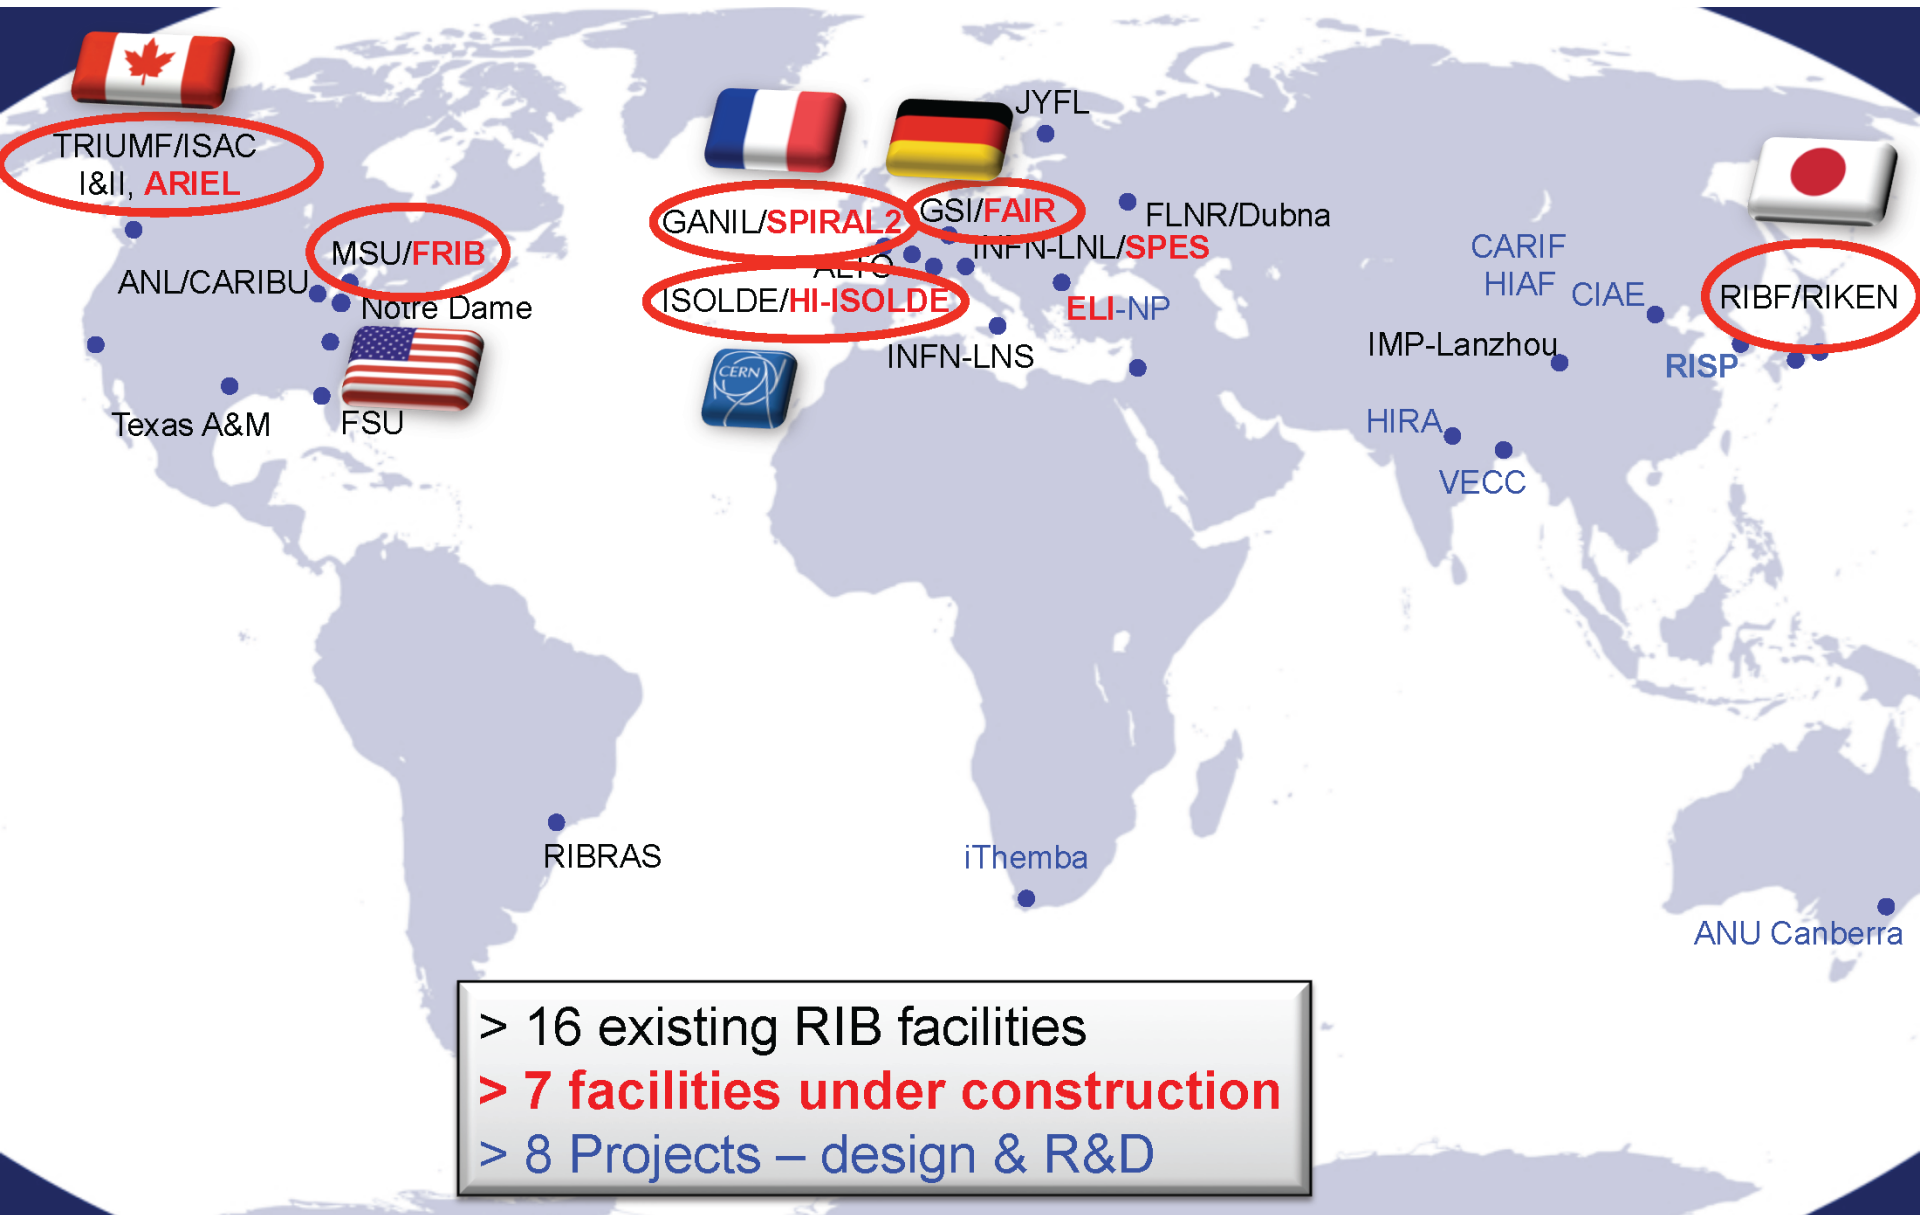 TRIUMF/ISAC
I&II, ARIEL
MSU/FRIB
ANL/CARIBU
Notre Dame
Texas A&M
FSU
JYFL
GANIL/SPIRAL2
GSI/FAIR
FLNR/Dubna
INFN-LNL/SPES
ALTO
ISOLDE/HI-ISOLDE
ELI-NP
INFN-LNS
CERN
CARIF
HIAF
CIAE
RIBF/RIKEN
IMP-Lanzhou
RISP
HIRA
VECC
RIBRAS
iThemba
ANU Canberra
> 16 existing RIB facilities
> 7 facilities under construction
> 8 Projects – design & R&D